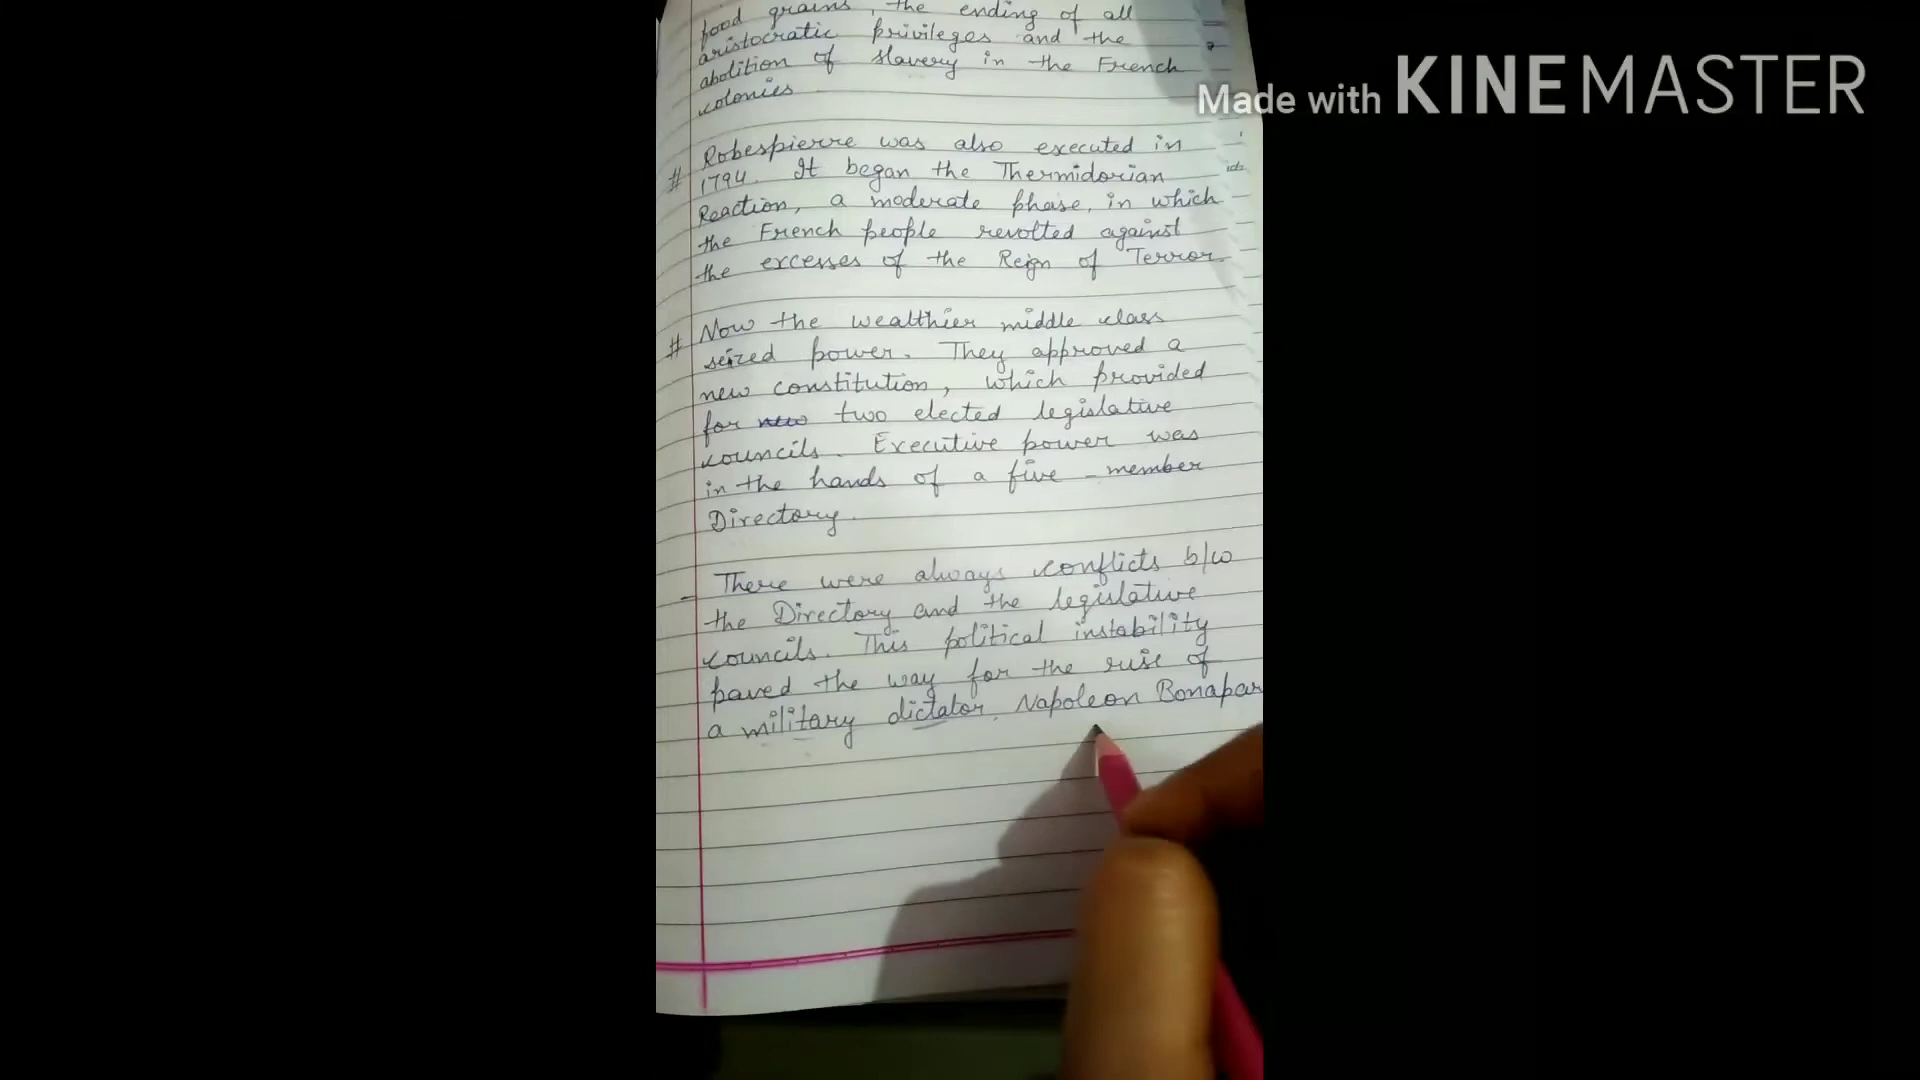 food grains, the ending of all
aristocratic privileges and the
abolition of slavery in the French
colonies.
Made with KINEMASTER
# Robespierre was also executed in
1794. It began the Thermidorian
Reaction, a moderate phase, in which
the French people revolted against
the excesses of the Reign of Terror.
# Now the wealthier middle class
seized power. They approved a
new constitution, which provided
for new two elected legislative
councils. Executive power was
in the hands of a five - member
Directory.
- There were always conflicts b/w
the Directory and the legislative
councils. This political instability
paved the way for the rise of
a military dictator, Napoleon Bonapar